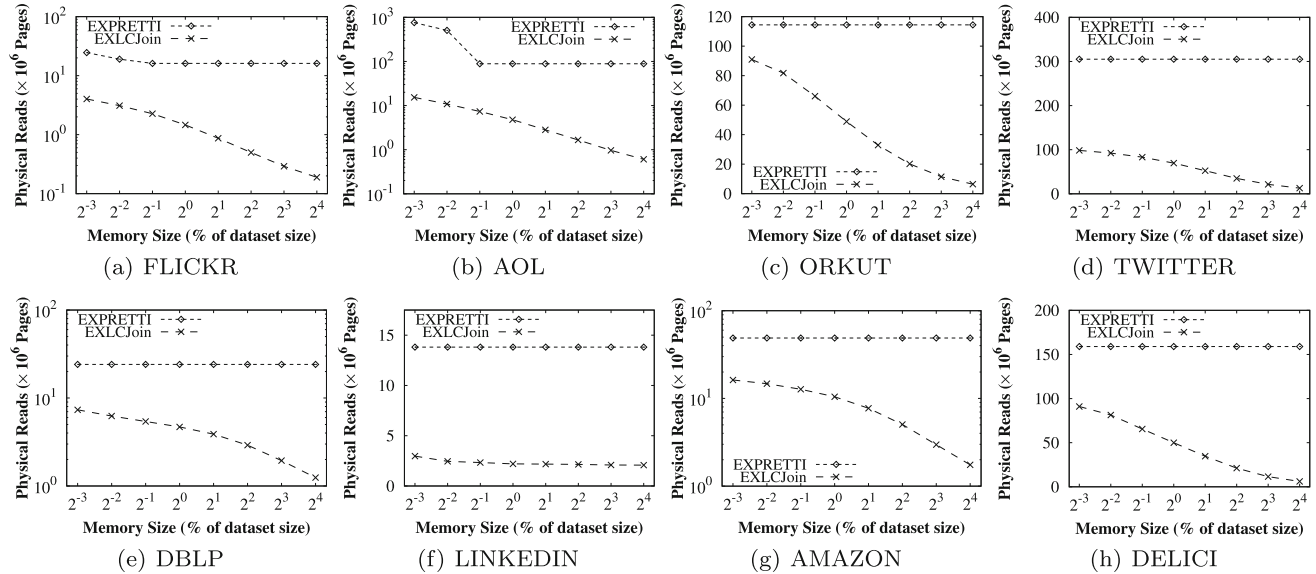 Physical Reads (× 10^6 Pages)
10^2
10^1
10^0
10^-1
EXPRETTI
EXLCJoin
2^-3 2^-2 2^-1 2^0 2^1 2^2 2^3 2^4
Memory Size (% of dataset size)
(a) FLICKR
Physical Reads (× 10^6 Pages)
10^3
10^2
10^1
10^0
10^-1
EXPRETTI
EXLCJoin
2^-3 2^-2 2^-1 2^0 2^1 2^2 2^3 2^4
Memory Size (% of dataset size)
(b) AOL
Physical Reads (× 10^6 Pages)
120
100
80
60
40
20
0
EXPRETTI
EXLCJoin
2^-3 2^-2 2^-1 2^0 2^1 2^2 2^3 2^4
Memory Size (% of dataset size)
(c) ORKUT
Physical Reads (× 10^6 Pages)
400
300
200
100
0
EXPRETTI
EXLCJoin
2^-3 2^-2 2^-1 2^0 2^1 2^2 2^3 2^4
Memory Size (% of dataset size)
(d) TWITTER
Physical Reads (× 10^6 Pages)
10^2
10^1
10^0
EXPRETTI
EXLCJoin
2^-3 2^-2 2^-1 2^0 2^1 2^2 2^3 2^4
Memory Size (% of dataset size)
(e) DBLP
Physical Reads (× 10^6 Pages)
15
10
5
0
EXPRETTI
EXLCJoin
2^-3 2^-2 2^-1 2^0 2^1 2^2 2^3 2^4
Memory Size (% of dataset size)
(f) LINKEDIN
Physical Reads (× 10^6 Pages)
10^2
10^1
10^0
EXPRETTI
EXLCJoin
2^-3 2^-2 2^-1 2^0 2^1 2^2 2^3 2^4
Memory Size (% of dataset size)
(g) AMAZON
Physical Reads (× 10^6 Pages)
200
150
100
50
0
EXPRETTI
EXLCJoin
2^-3 2^-2 2^-1 2^0 2^1 2^2 2^3 2^4
Memory Size (% of dataset size)
(h) DELICI